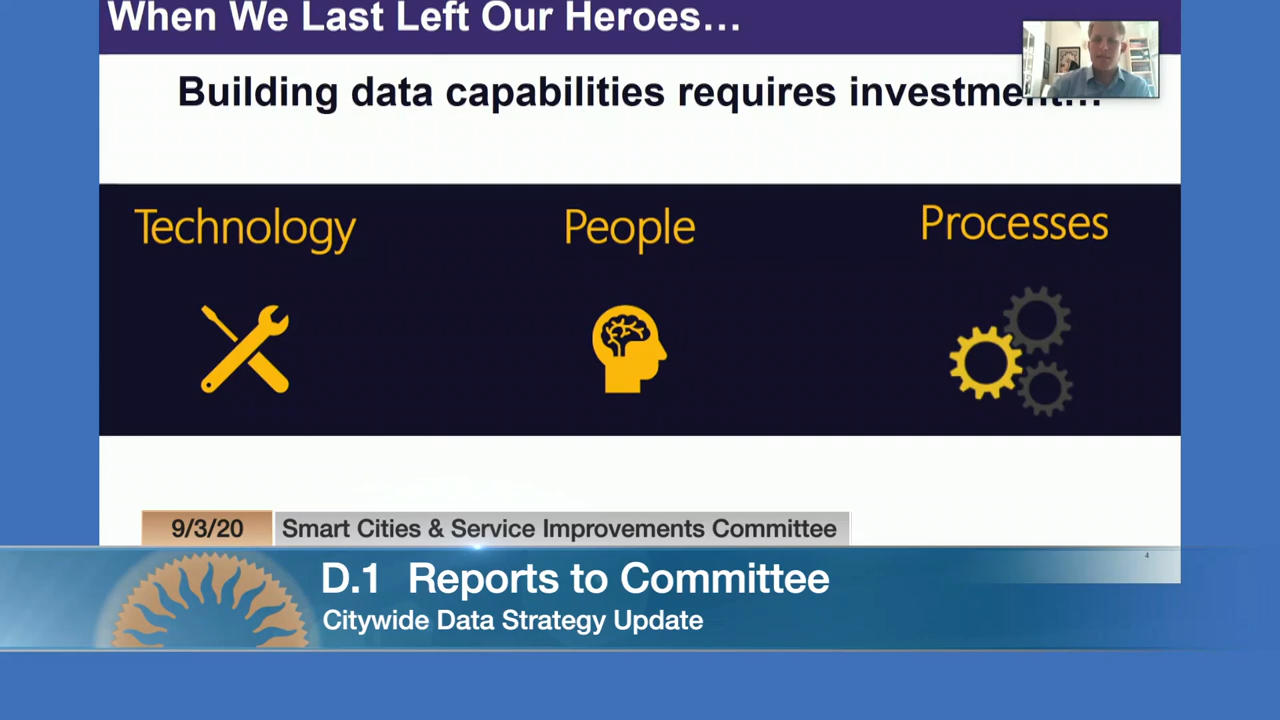 When We Last Left Our Heroes…
Building data capabilities requires investment…
Technology
People
Processes
9/3/20
Smart Cities & Service Improvements Committee
4
D.1 Reports to Committee
Citywide Data Strategy Update